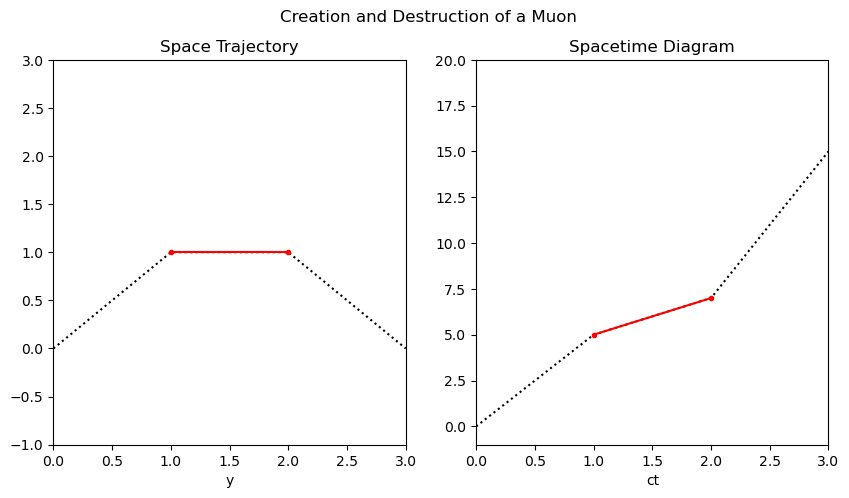 Creation and Destruction of a Muon
Space Trajectory
3.0
2.5
2.0
1.5
1.0
0.5
0.0
−0.5
−1.0
0.0 0.5 1.0 1.5 2.0 2.5 3.0
y
Spacetime Diagram
20.0
17.5
15.0
12.5
10.0
7.5
5.0
2.5
0.0
0.0 0.5 1.0 1.5 2.0 2.5 3.0
ct